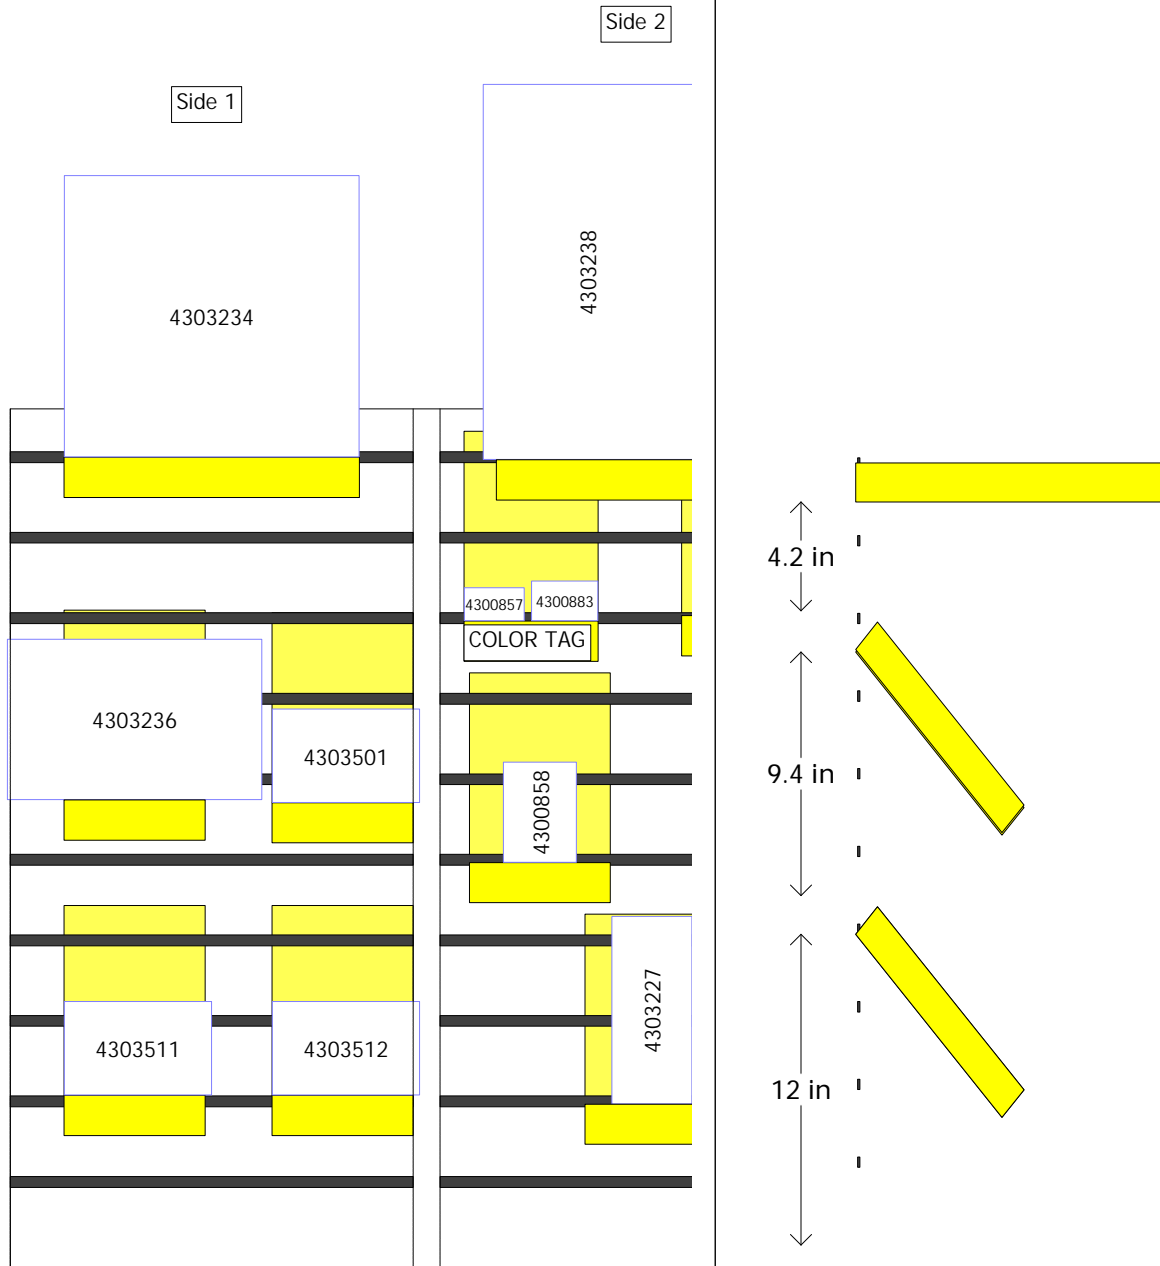 Side 2
Side 1
4303238
4303234
4300857
4300883
COLOR TAG
4303236
4303501
4300858
4303227
4303511
4303512
4.2 in
9.4 in
12 in